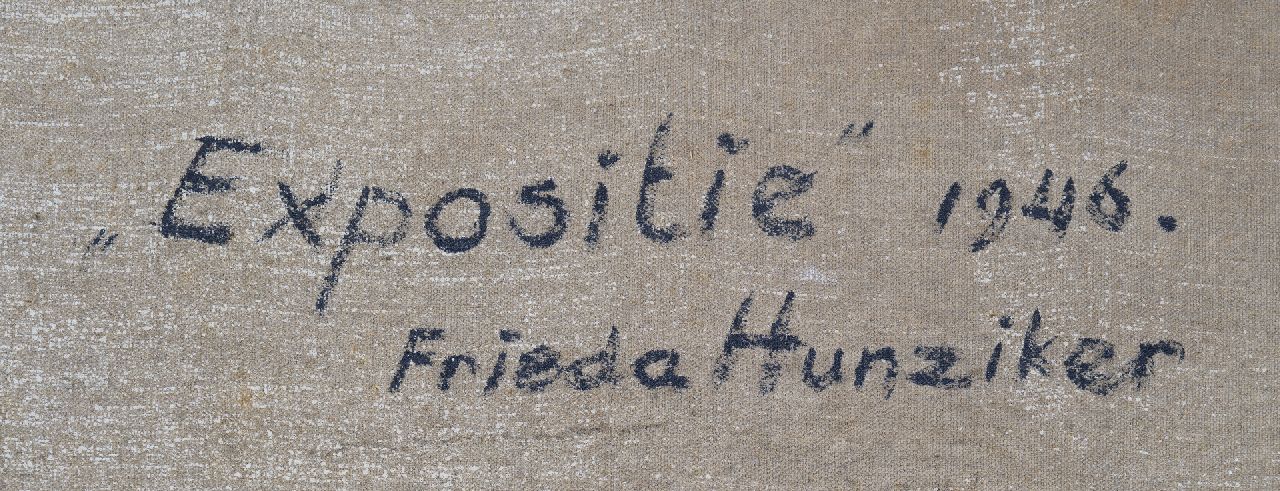 „Expositie" 1946.
Frieda Hunziker